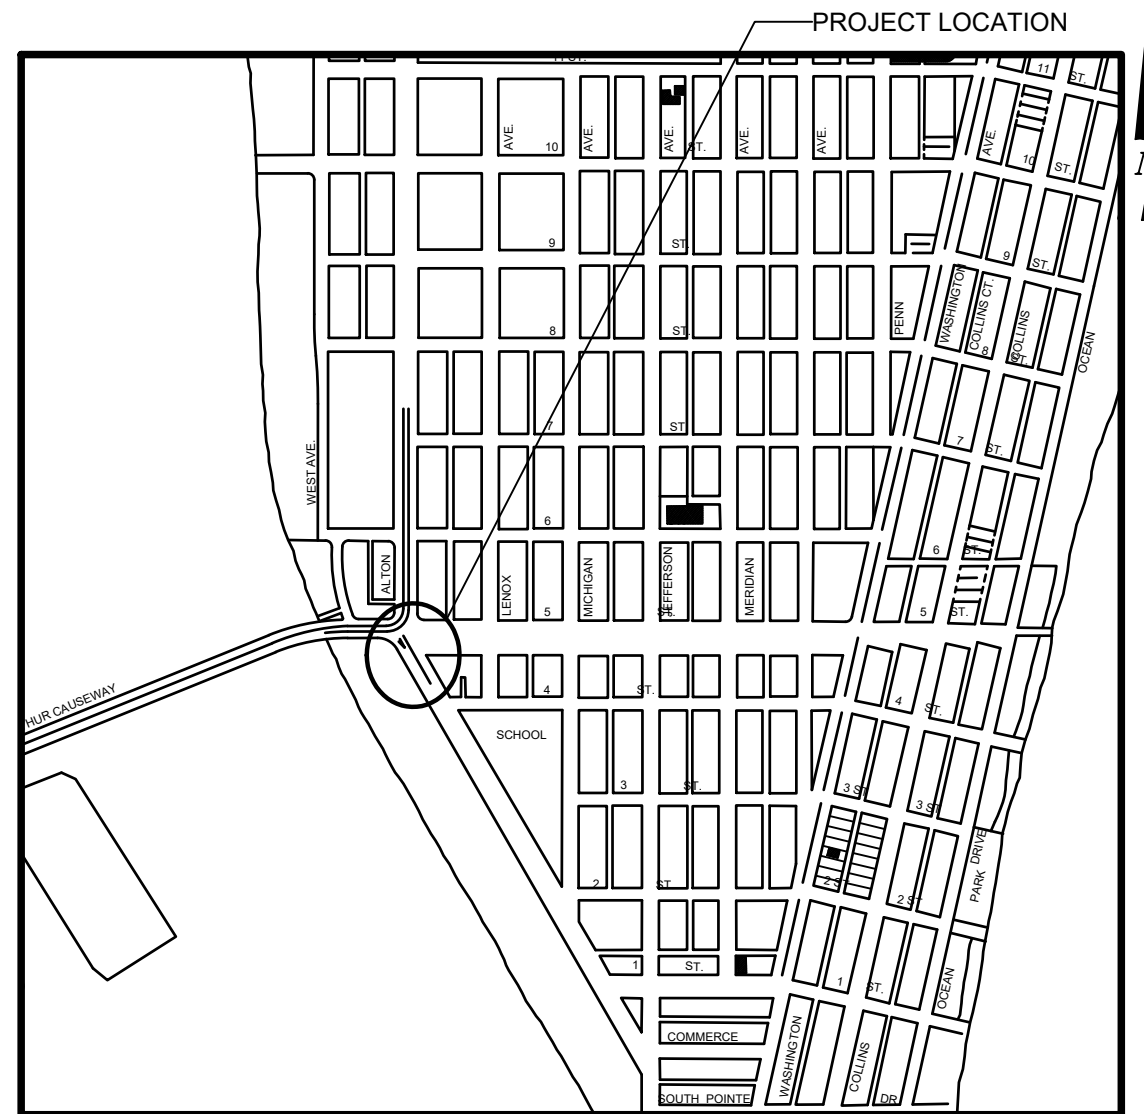 PROJECT LOCATION
11 ST.
11 ST.
AVE.
10
AVE.
AVE.
ST.
AVE.
AVE.
AVE.
10
ST.
9
ST.
9
ST.
8
ST.
PENN
WASHINGTON
COLLINS CT.
8
COLLINS
ST.
OCEAN
WEST AVE.
7
ST.
7
ST.
6
6
ST.
ALTON
LENOX
5
MICHIGAN
JEFFERSON
ST.
MERIDIAN
5
ST.
4
ST.
4
ST.
HUR CAUSEWAY
SCHOOL
3
ST.
3 ST
3 ST
2
ST
2 ST
2 ST
PARK DRIVE
1
ST.
1
ST.
OCEAN
COMMERCE
WASHINGTON
COLLINS
SOUTH POINTE
DR